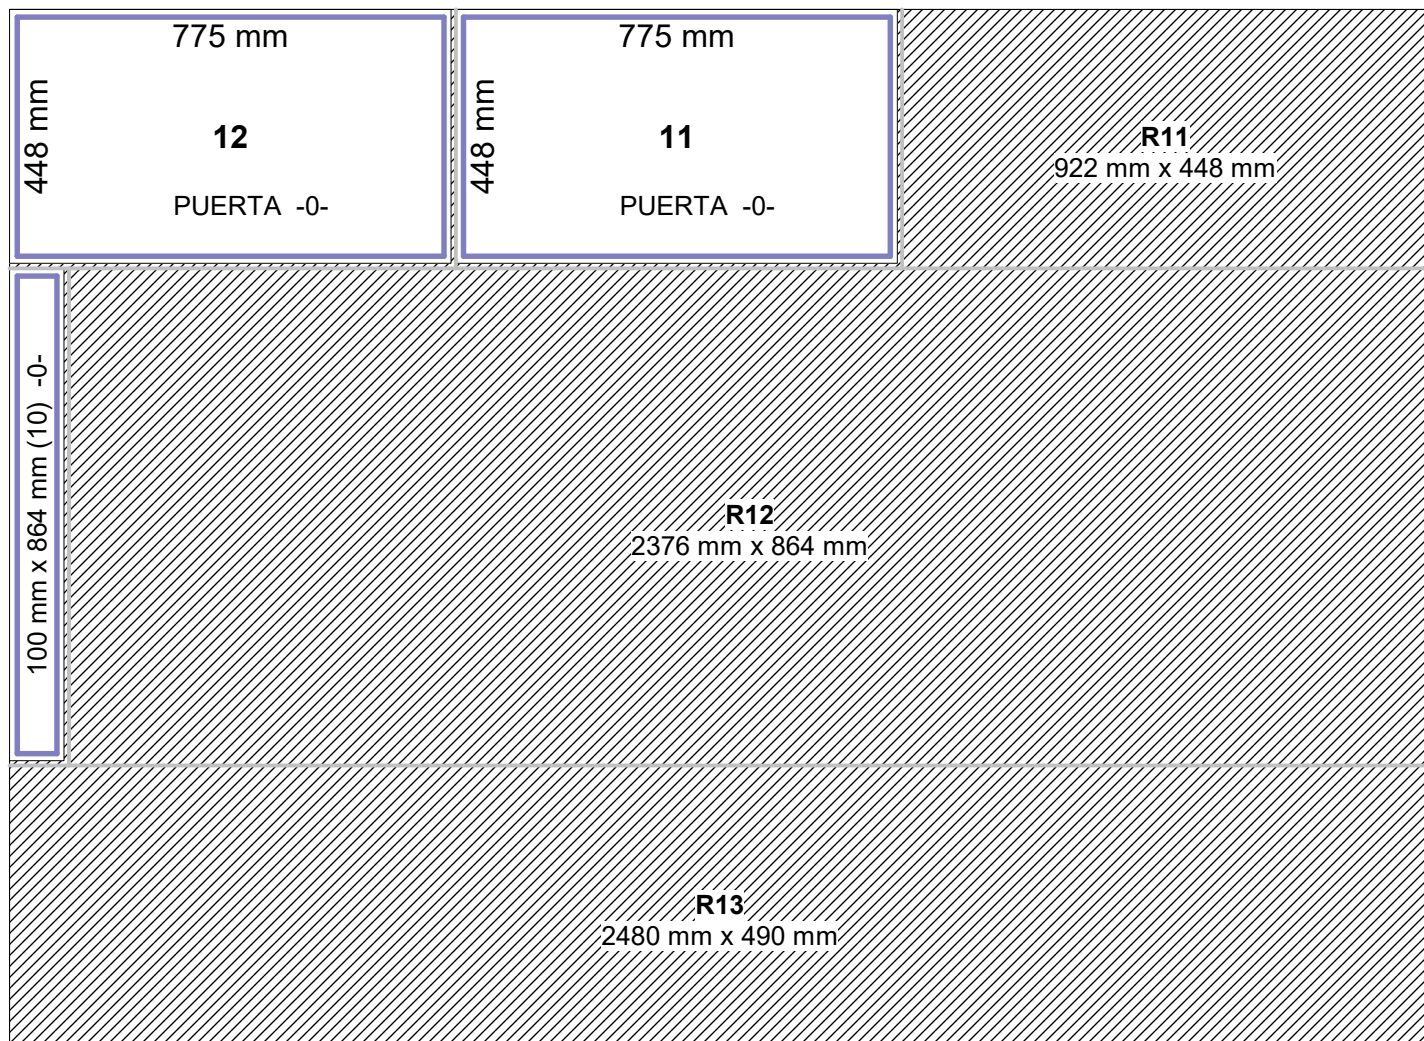 775 mm
448 mm
12
PUERTA -0-
775 mm
448 mm
11
PUERTA -0-
R11
922 mm x 448 mm
100 mm x 864 mm (10) -0-
R12
2376 mm x 864 mm
R13
2480 mm x 490 mm